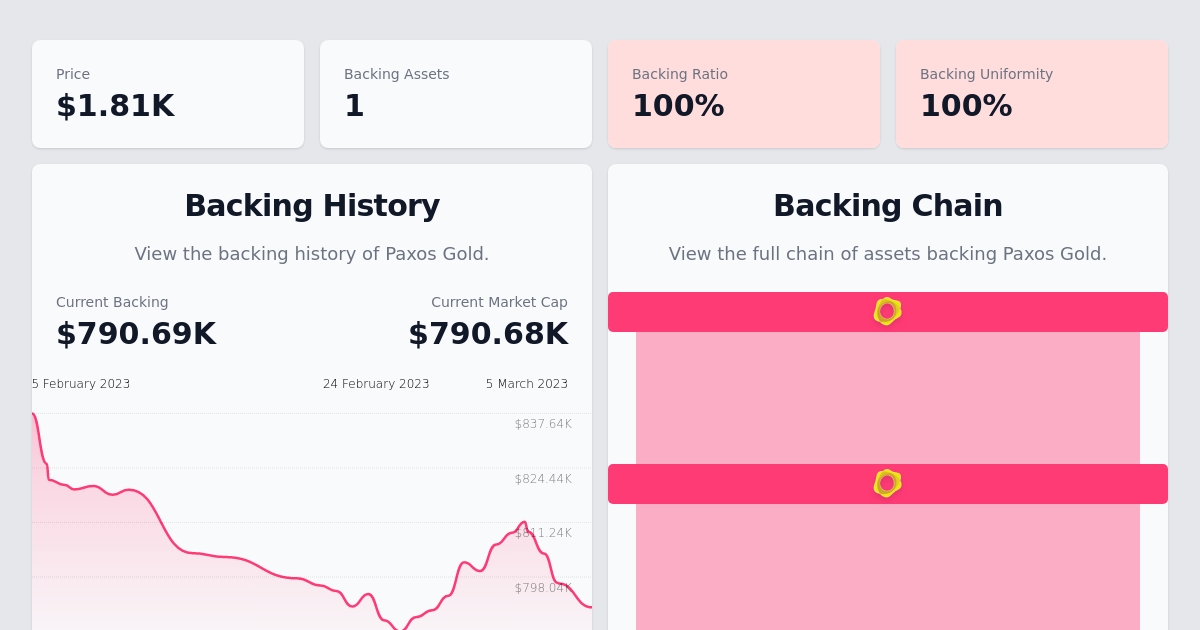 Price
$1.81K
Backing Assets
1
Backing Ratio
100%
Backing Uniformity
100%
Backing History
View the backing history of Paxos Gold.
Current Backing
$790.69K
Current Market Cap
$790.68K
5 February 2023
24 February 2023
5 March 2023
$837.64K
$824.44K
$811.24K
$798.04K
Backing Chain
View the full chain of assets backing Paxos Gold.